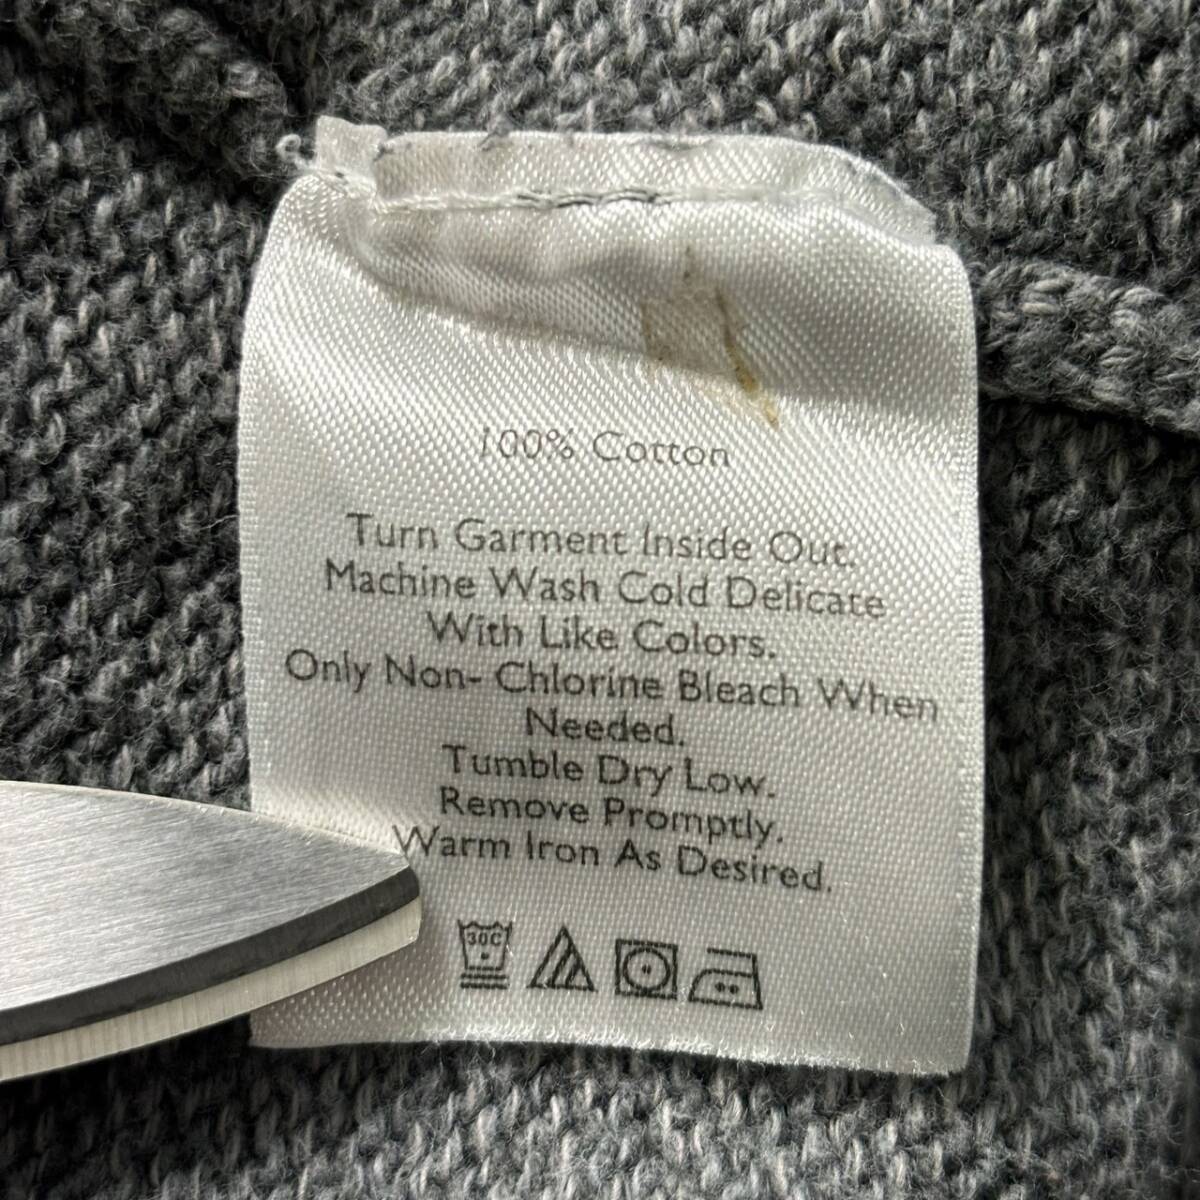 100% Cotton
Turn Garment Inside Out.
Machine Wash Cold Delicate
With Like Colors.
Only Non- Chlorine Bleach When
Needed.
Tumble Dry Low.
Remove Promptly.
Warm Iron As Desired.
30C